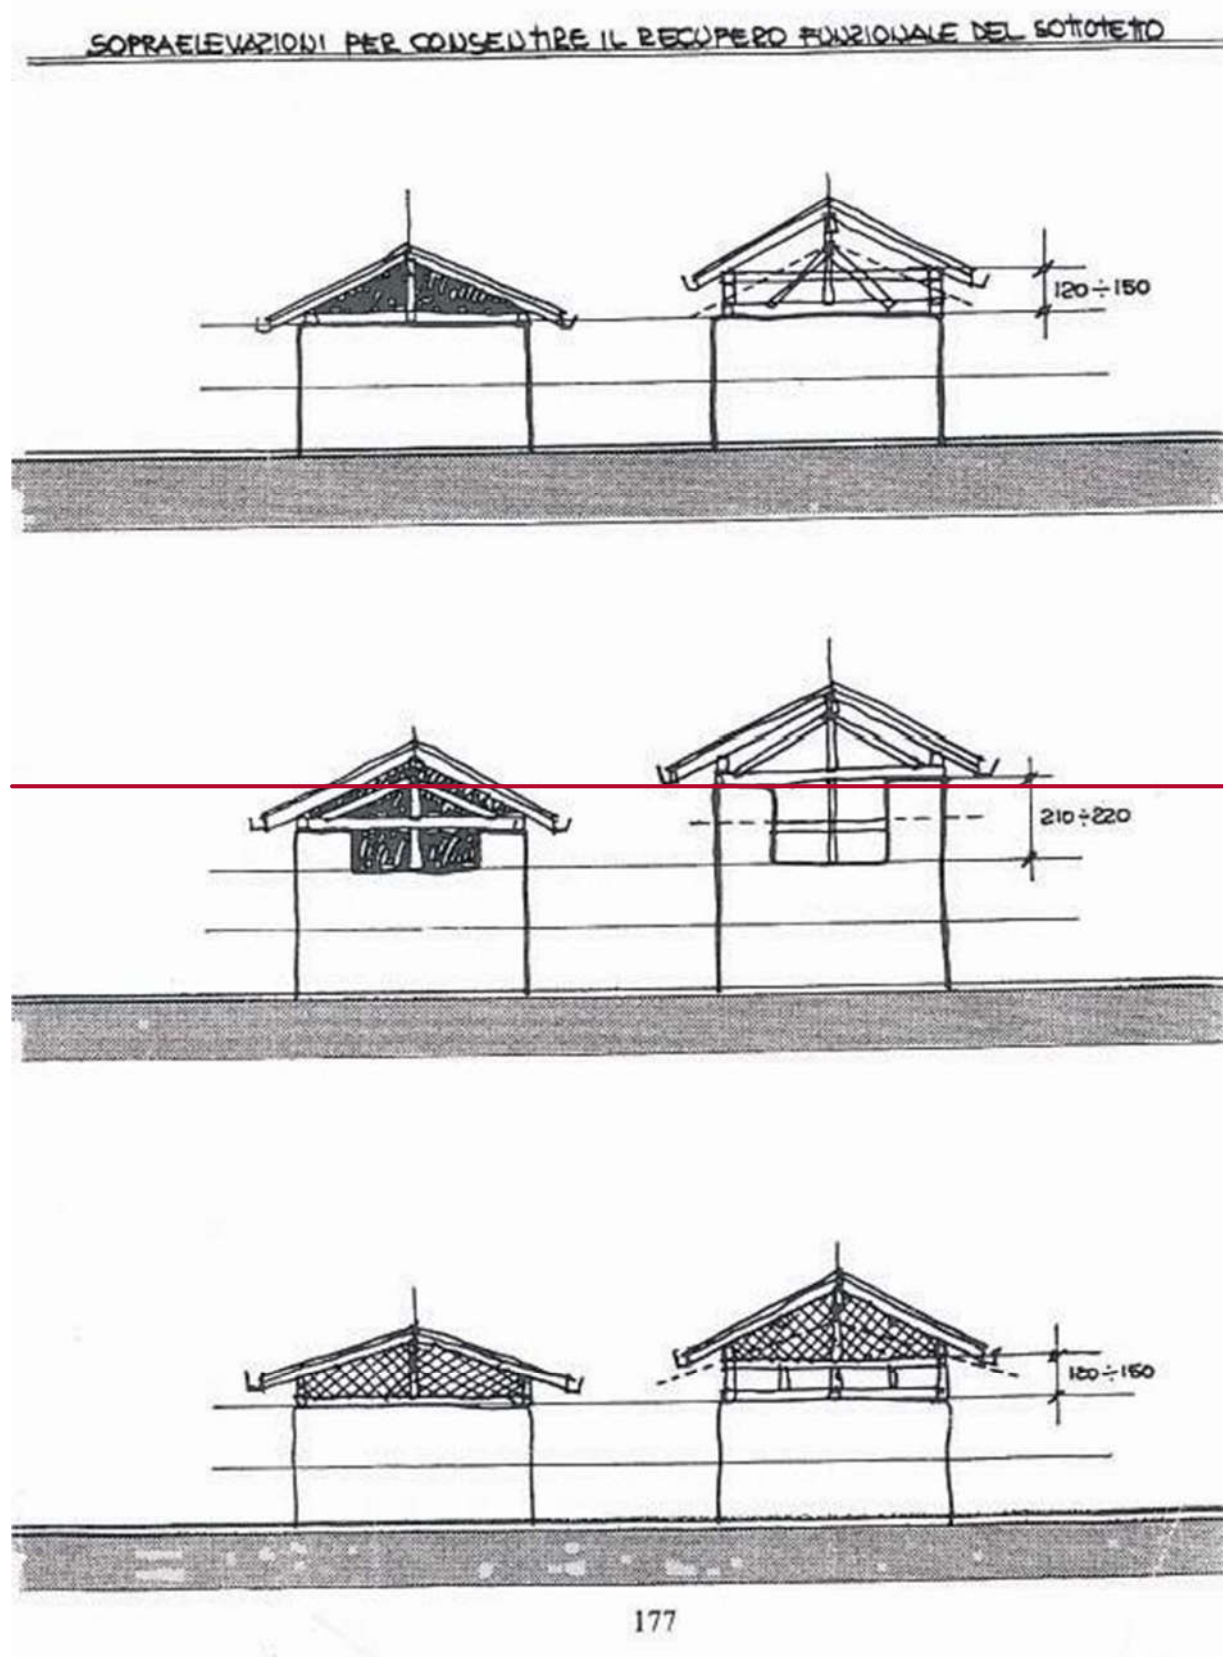 SOPRAELEVAZIONI PER CONSENTIRE IL RECUPERO FUNZIONALE DEL SOTTOTETTO
120÷150
210÷220
120÷150
177